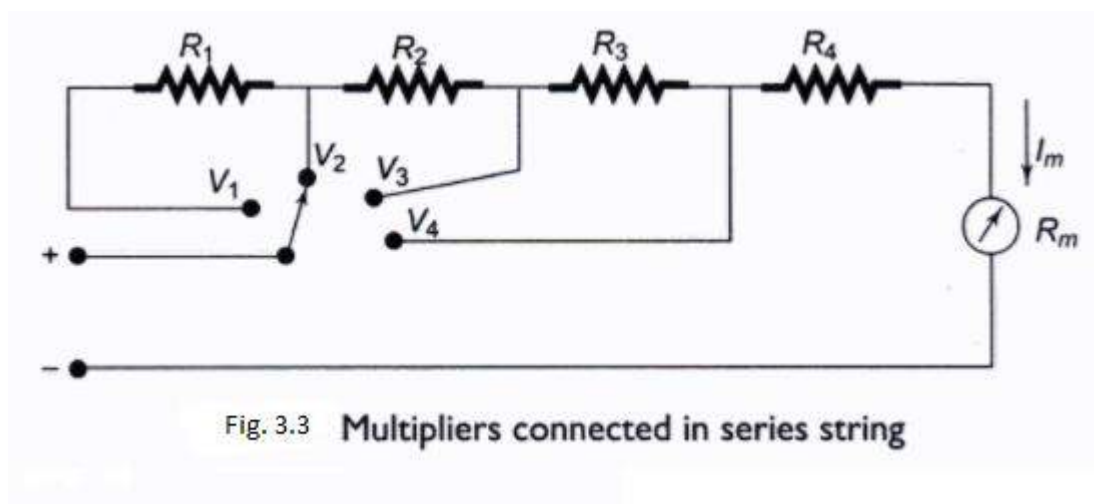 R1 R2 R3 R4
V2
V3
V1
Im
V4
+
Rm
−
Fig. 3.3 Multipliers connected in series string